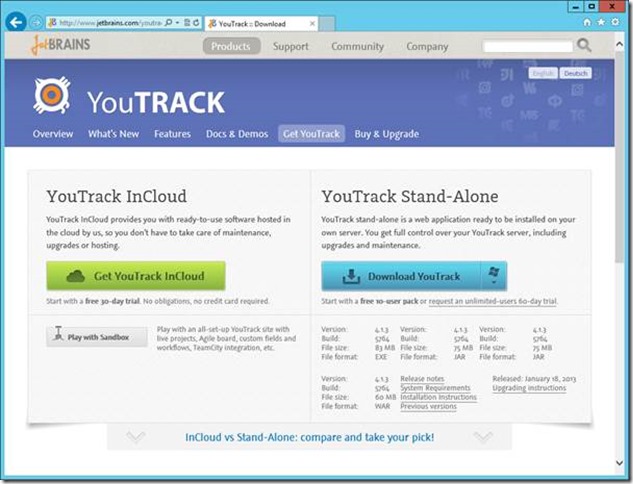 http://www.jetbrains.com/youtra
YouTrack :: Download
JetBRAINS
Products
Support
Community
Company
English
Deutsch
YouTRACK
Overview
What's New
Features
Docs & Demos
Get YouTrack
Buy & Upgrade
YouTrack InCloud
YouTrack InCloud provides you with ready-to-use software hosted
in the cloud by us, so you don't have to take care of maintenance,
upgrades or hosting.
Get YouTrack InCloud
Start with a free 30-day trial. No obligations, no credit card required.
Play with Sandbox
Play with an all-set-up YouTrack site with
live projects, Agile board, custom fields and
workflows, TeamCity integration, etc.
YouTrack Stand-Alone
YouTrack stand-alone is a web application ready to be installed on
your own server. You get full control over your YouTrack server, including
upgrades and maintenance.
Download YouTrack
Start with a free 10-user pack or request an unlimited-users 60-day trial.
Version: 4.1.3 Version: 4.1.3 Version: 4.1.3
Build: 5764 Build: 5764 Build: 5764
File size: 83 MB File size: 75 MB File size: 75 MB
File format: EXE File format: JAR File format: JAR
Version: 4.1.3 Release notes Released: January 18, 2013
Build: 5764 System Requirements Upgrading instructions
File size: 60 MB Installation Instructions
File format: WAR Previous versions
InCloud vs Stand-Alone: compare and take your pick!